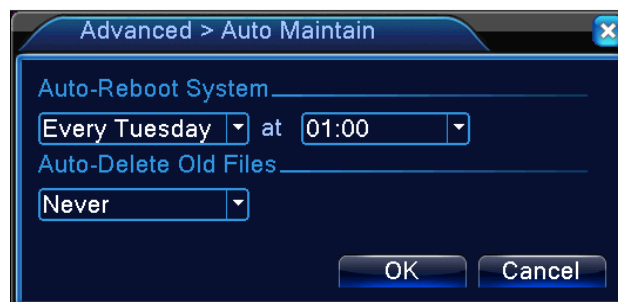 Advanced > Auto Maintain
Auto-Reboot System
Every Tuesday at 01:00
Auto-Delete Old Files
Never
OK Cancel